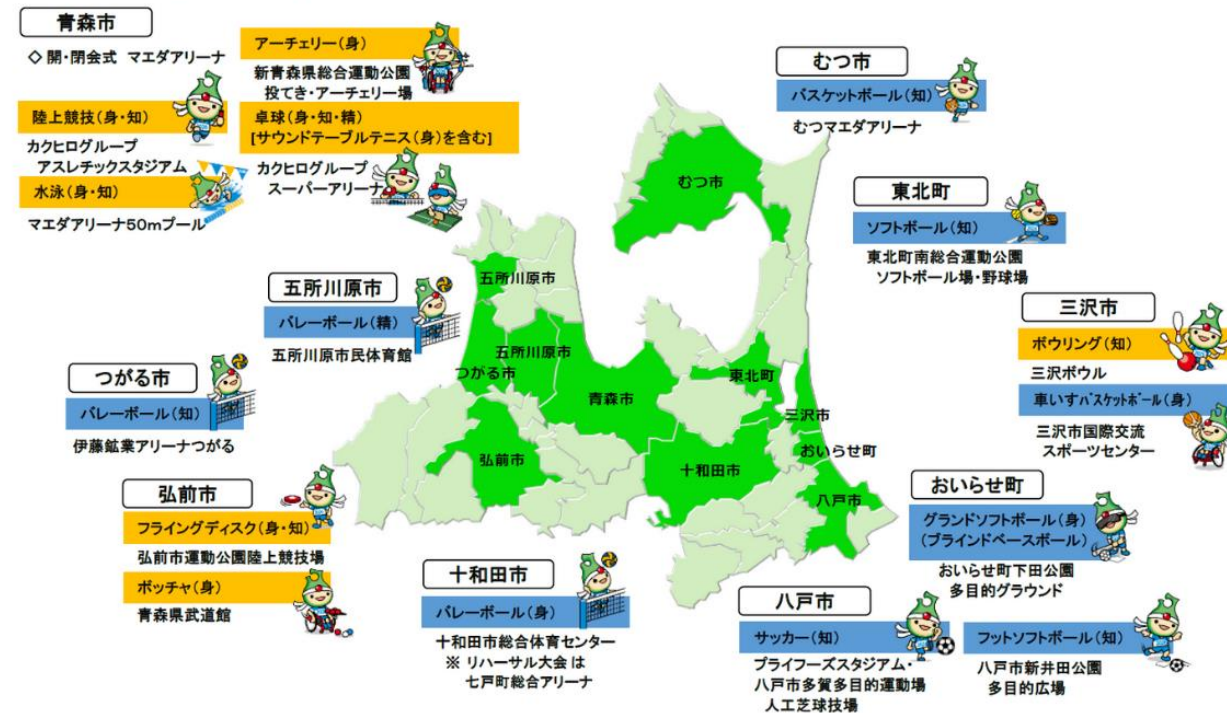 青森市
◇ 開・閉会式 マエダアリーナ
陸上競技(身・知)
カクヒログループ
アスレチックスタジアム
水泳(身・知)
マエダアリーナ50mプール
アーチェリー(身)
新青森県総合運動公園
投てき・アーチェリー場
卓球(身・知・精)
[サウンドテーブルテニス(身)を含む]
カクヒログループ
スーパーアリーナ
むつ市
バスケットボール(知)
むつマエダアリーナ
東北町
ソフトボール(知)
東北町南総合運動公園
ソフトボール場・野球場
三沢市
ボウリング(知)
三沢ボウル
車いすバスケットボール(身)
三沢市国際交流
スポーツセンター
五所川原市
バレーボール(精)
五所川原市民体育館
つがる市
バレーボール(知)
伊藤鉱業アリーナつがる
弘前市
フライングディスク(身・知)
弘前市運動公園陸上競技場
ボッチャ(身)
青森県武道館
十和田市
バレーボール(身)
十和田市総合体育センター
※ リハーサル大会 は
七戸町総合アリーナ
おいらせ町
グランドソフトボール(身)
(ブラインドベースボール)
おいらせ町下田公園
多目的グラウンド
八戸市
サッカー(知)
プライフーズスタジアム・
八戸市多賀多目的運動場
人工芝球技場
フットソフトボール(知)
八戸市新井田公園
多目的広場
むつ市
五所川原市
五所川原市
つがる市
青森市
東北町
三沢市
おいらせ町
弘前市
十和田市
八戸市